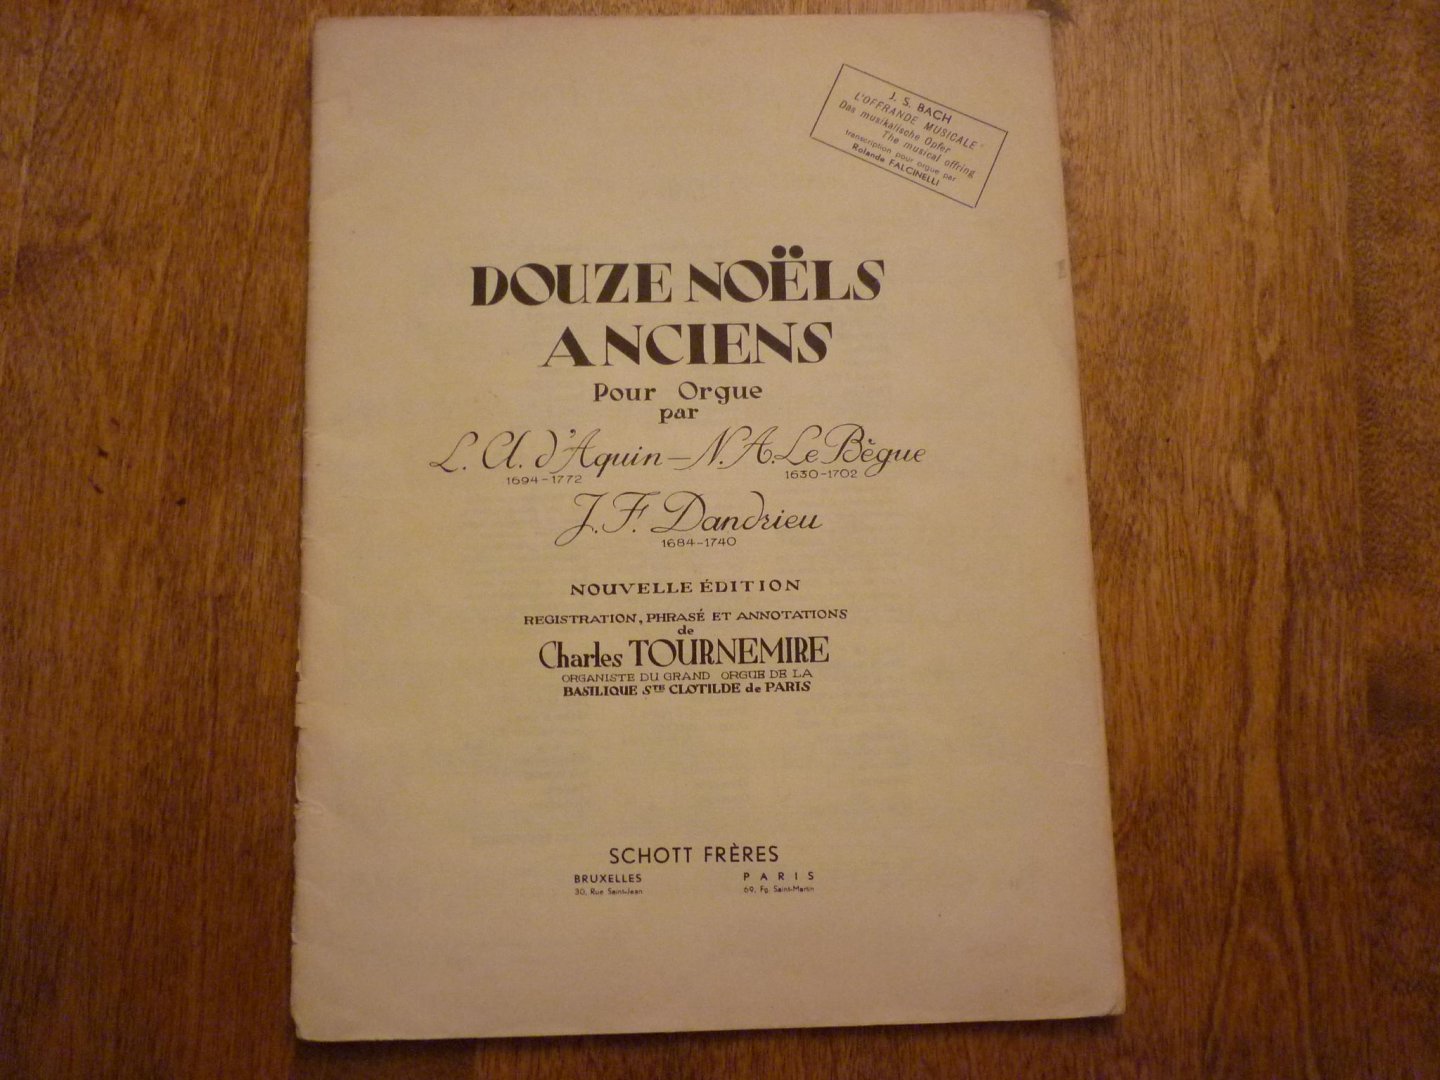 J. S. BACH
L'OFFRANDE MUSICALE
Das musikalische Opfer
The musical offring
transcription pour orgue par
Rolande FALCINELLI
DOUZE NOËLS
ANCIENS
Pour Orgue
par
L. Cl. d'Aquin – N. A. Le Bègue
1694-1772 1630-1702
J. F. Dandrieu
1684-1740
NOUVELLE ÉDITION
REGISTRATION, PHRASÉ ET ANNOTATIONS
de
Charles TOURNEMIRE
ORGANISTE DU GRAND ORGUE DE LA
BASILIQUE STE CLOTILDE de PARIS
SCHOTT FRÈRES
BRUXELLES PARIS
30, Rue Saint-Jean 69, Fg. Saint-Martin